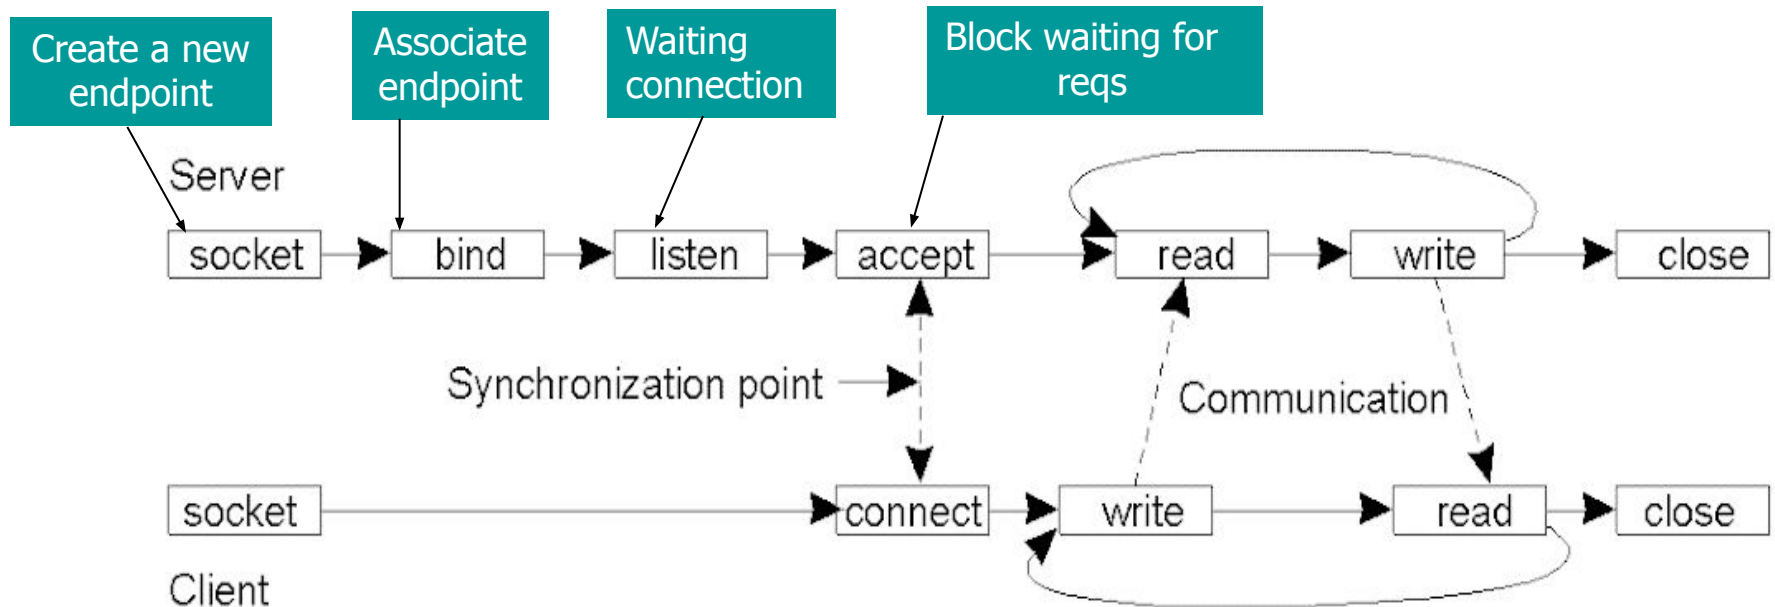 Create a new
endpoint
Associate
endpoint
Waiting
connection
Block waiting for
reqs
Server
socket
bind
listen
accept
read
write
close
Synchronization point
Communication
socket
connect
write
read
close
Client